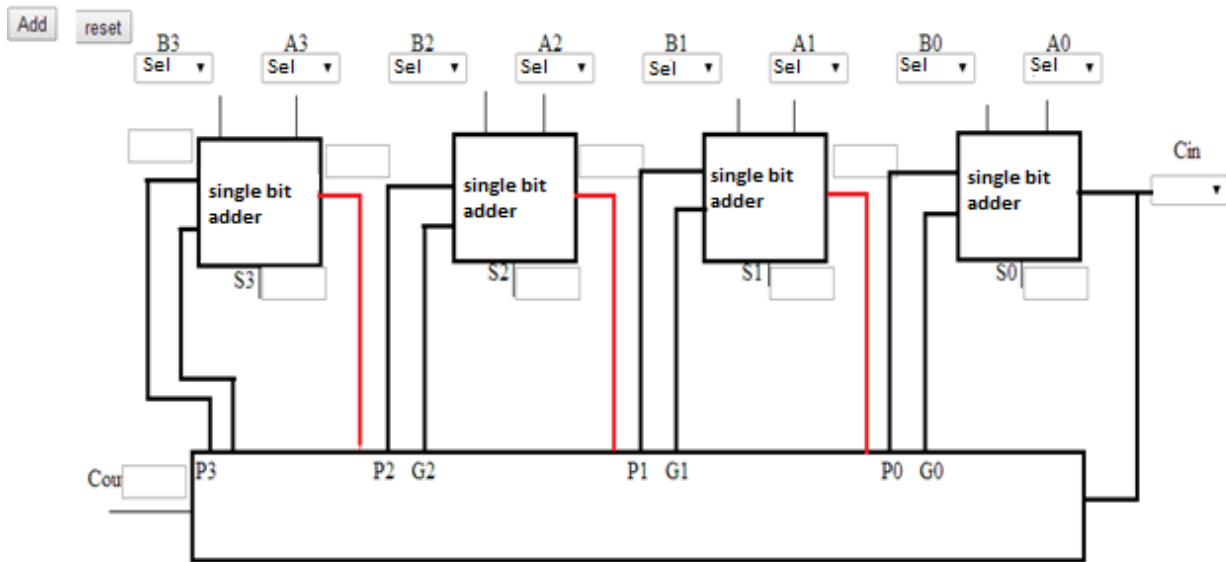 Add reset
B3 A3 B2 A2 B1 A1 B0 A0
Sel Sel Sel Sel Sel Sel Sel Sel
Cin
single bit adder
single bit adder
single bit adder
single bit adder
S3 S2 S1 S0
P3 P2 G2 P1 G1 P0 G0
Cou